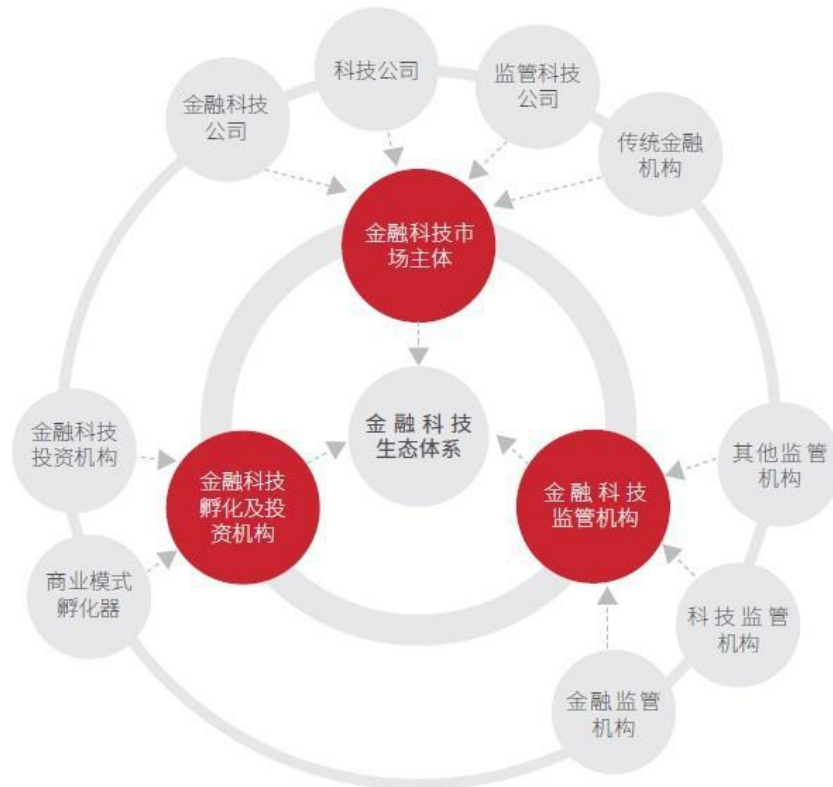 科技公司
监管科技
公司
金融科技
公司
传统金融
机构
金融科技市
场主体
金融科技
生态体系
金融科技
投资机构
金融科技
孵化及投
资机构
金融科技
监管机构
其他监管
机构
商业模式
孵化器
科技监管
机构
金融监管
机构